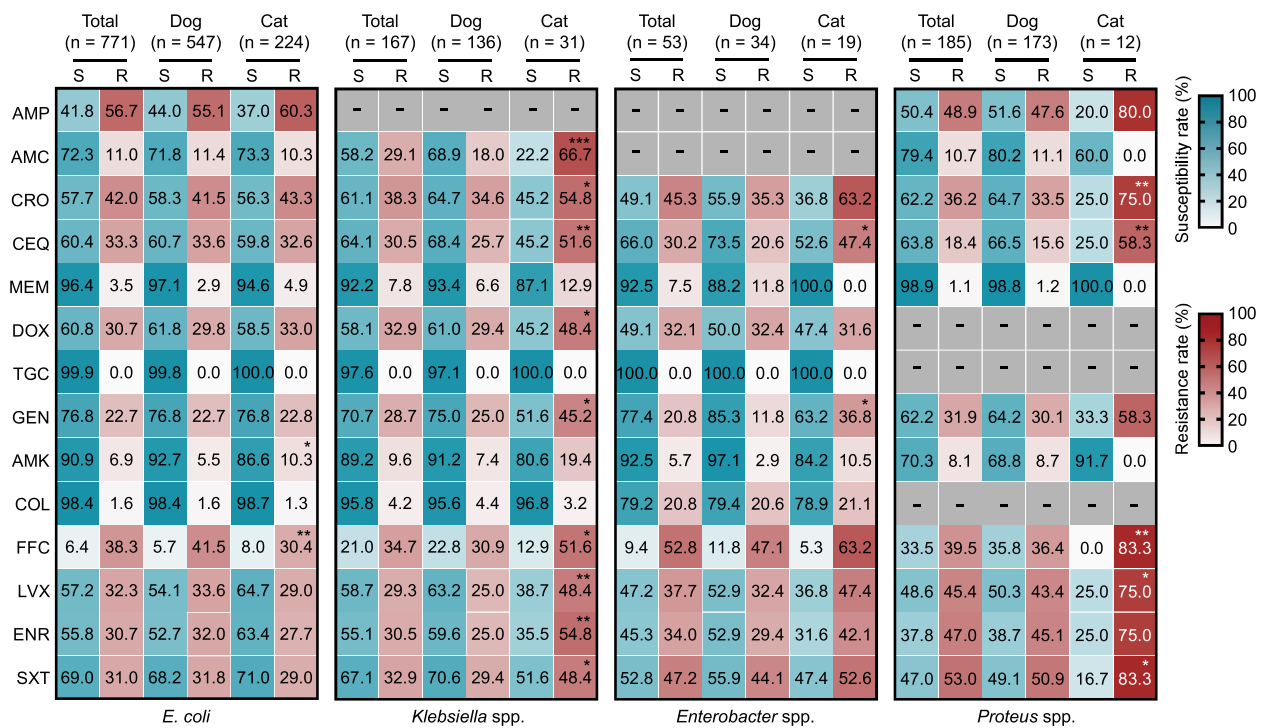 Total Dog Cat Total Dog Cat Total Dog Cat Total Dog Cat
(n = 771) (n = 547) (n = 224) (n = 167) (n = 136) (n = 31) (n = 53) (n = 34) (n = 19) (n = 185) (n = 173) (n = 12)
S R S R S R S R S R S R S R S R S R S R S R S R
AMP 41.8 56.7 44.0 55.1 37.0 60.3 - - - - - - - - - - - - 50.4 48.9 51.6 47.6 20.0 80.0
AMC 72.3 11.0 71.8 11.4 73.3 10.3 58.2 29.1 68.9 18.0 22.2 66.7*** - - - - - - 79.4 10.7 80.2 11.1 60.0 0.0
CRO 57.7 42.0 58.3 41.5 56.3 43.3 61.1 38.3 64.7 34.6 45.2 54.8* 49.1 45.3 55.9 35.3 36.8 63.2 62.2 36.2 64.7 33.5 25.0 75.0**
CEQ 60.4 33.3 60.7 33.6 59.8 32.6 64.1 30.5 68.4 25.7 45.2 51.6** 66.0 30.2 73.5 20.6 52.6 47.4* 63.8 18.4 66.5 15.6 25.0 58.3**
MEM 96.4 3.5 97.1 2.9 94.6 4.9 92.2 7.8 93.4 6.6 87.1 12.9 92.5 7.5 88.2 11.8 100.0 0.0 98.9 1.1 98.8 1.2 100.0 0.0
DOX 60.8 30.7 61.8 29.8 58.5 33.0 58.1 32.9 61.0 29.4 45.2 48.4* 49.1 32.1 50.0 32.4 47.4 31.6 - - - - - -
TGC 99.9 0.0 99.8 0.0 100.0 0.0 97.6 0.0 97.1 0.0 100.0 0.0 100.0 0.0 100.0 0.0 100.0 0.0 - - - - - -
GEN 76.8 22.7 76.8 22.7 76.8 22.8 70.7 28.7 75.0 25.0 51.6 45.2* 77.4 20.8 85.3 11.8 63.2 36.8* 62.2 31.9 64.2 30.1 33.3 58.3
AMK 90.9 6.9 92.7 5.5 86.6 10.3* 89.2 9.6 91.2 7.4 80.6 19.4 92.5 5.7 97.1 2.9 84.2 10.5 70.3 8.1 68.8 8.7 91.7 0.0
COL 98.4 1.6 98.4 1.6 98.7 1.3 95.8 4.2 95.6 4.4 96.8 3.2 79.2 20.8 79.4 20.6 78.9 21.1 - - - - - -
FFC 6.4 38.3 5.7 41.5 8.0 30.4** 21.0 34.7 22.8 30.9 12.9 51.6* 9.4 52.8 11.8 47.1 5.3 63.2 33.5 39.5 35.8 36.4 0.0 83.3**
LVX 57.2 32.3 54.1 33.6 64.7 29.0 58.7 29.3 63.2 25.0 38.7 48.4** 47.2 37.7 52.9 29.4 36.8 47.4 48.6 45.4 50.3 43.4 25.0 75.0*
ENR 55.8 30.7 52.7 32.0 63.4 27.7 55.1 30.5 59.6 25.0 35.5 54.8** 45.3 34.0 52.9 29.4 31.6 42.1 37.8 47.0 38.7 45.1 25.0 75.0
SXT 69.0 31.0 68.2 31.8 71.0 29.0 67.1 32.9 70.6 29.4 51.6 48.4* 52.8 47.2 55.9 44.1 47.4 52.6 47.0 53.0 49.1 50.9 16.7 83.3*
E. coli Klebsiella spp. Enterobacter spp. Proteus spp.
Susceptibility rate (%)
100
80
60
40
20
0
Resistance rate (%)
100
80
60
40
20
0